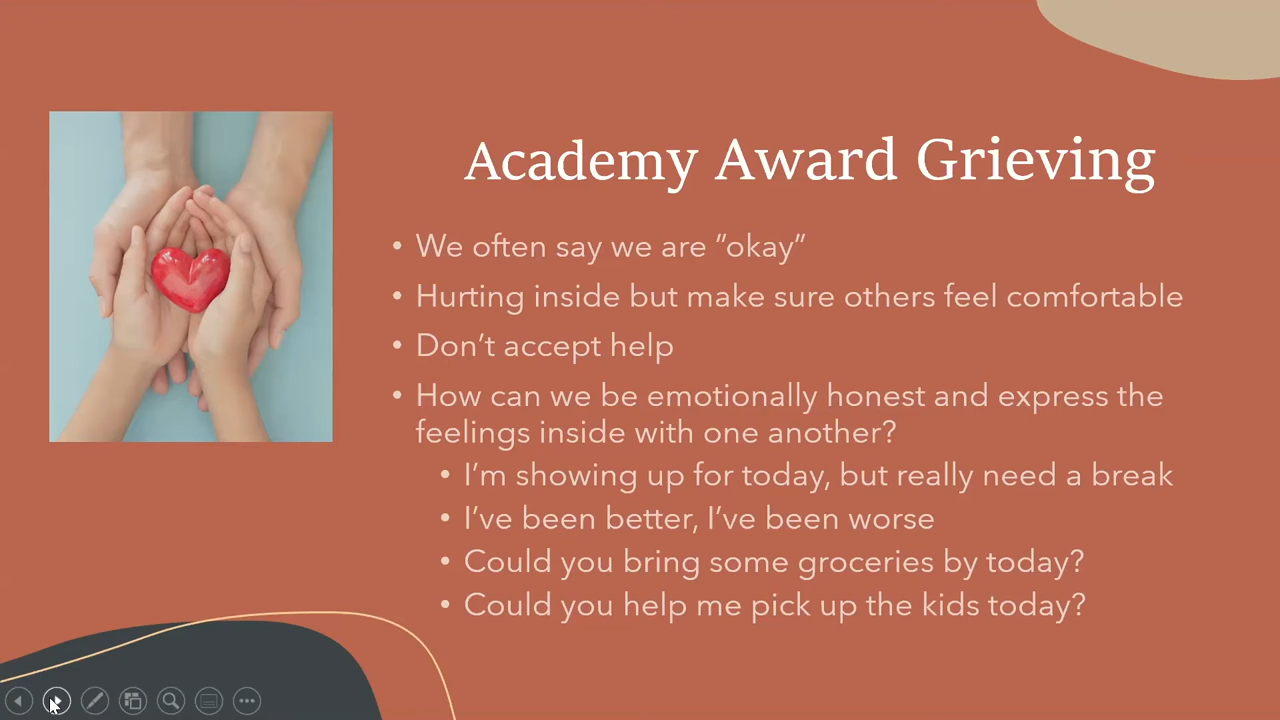 Academy Award Grieving
• We often say we are ”okay”
• Hurting inside but make sure others feel comfortable
• Don’t accept help
• How can we be emotionally honest and express the
feelings inside with one another?
• I’m showing up for today, but really need a break
• I’ve been better, I’ve been worse
• Could you bring some groceries by today?
• Could you help me pick up the kids today?